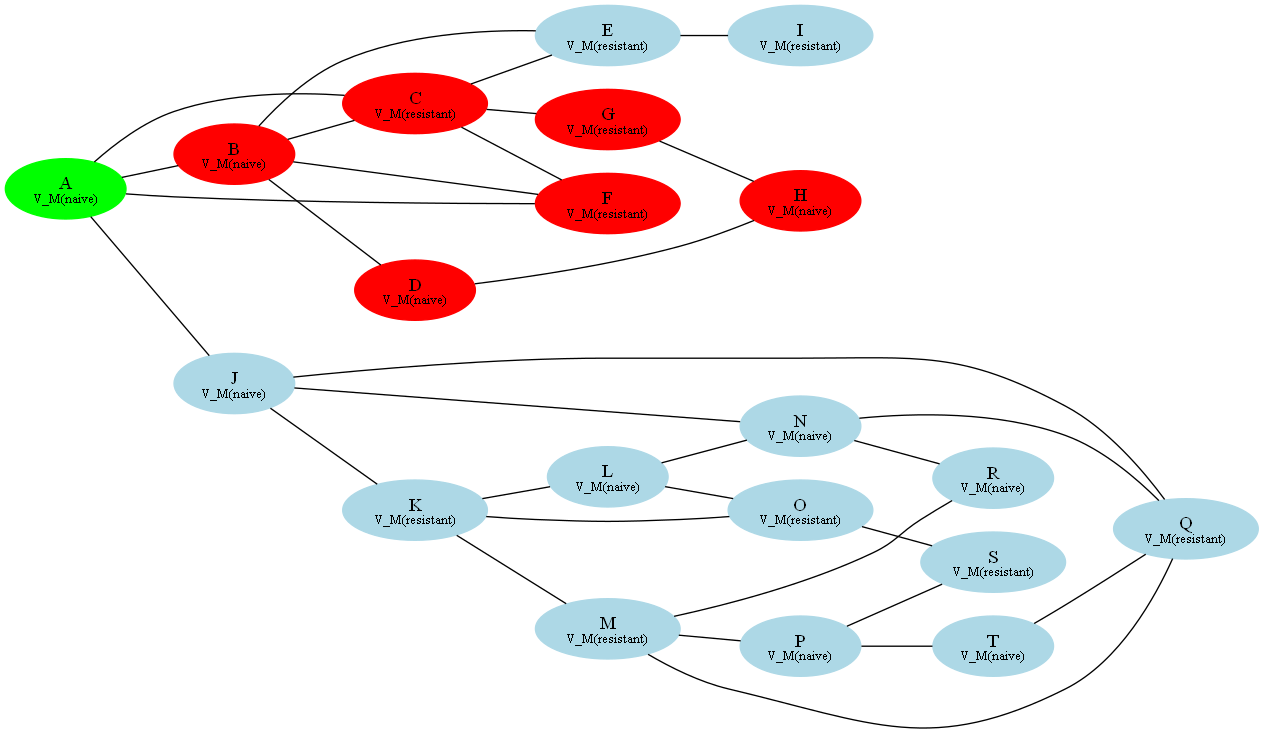 A
V_M(naive)
B
V_M(naive)
C
V_M(resistant)
D
V_M(naive)
E
V_M(resistant)
F
V_M(resistant)
G
V_M(resistant)
H
V_M(naive)
I
V_M(resistant)
J
V_M(naive)
K
V_M(resistant)
L
V_M(naive)
M
V_M(resistant)
N
V_M(naive)
O
V_M(resistant)
P
V_M(naive)
Q
V_M(resistant)
R
V_M(naive)
S
V_M(resistant)
T
V_M(naive)